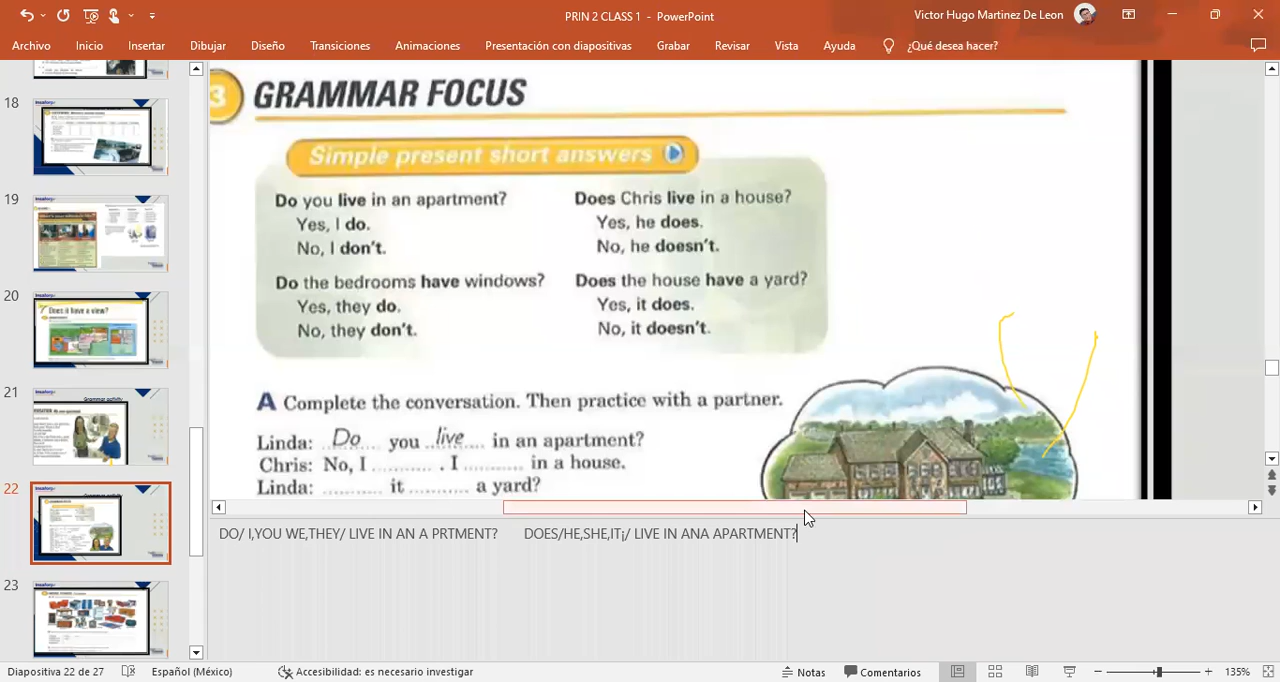 PRIN 2 CLASS 1 - PowerPoint
Victor Hugo Martinez De Leon
Archivo Inicio Insertar Dibujar Diseño Transiciones Animaciones Presentación con diapositivas Grabar Revisar Vista Ayuda ¿Qué desea hacer?
18
19
20
Does it have a view?
21
22
23
3 GRAMMAR FOCUS
Simple present short answers
Do you live in an apartment?
Yes, I do.
No, I don't.
Do the bedrooms have windows?
Yes, they do.
No, they don't.
Does Chris live in a house?
Yes, he does.
No, he doesn't.
Does the house have a yard?
Yes, it does.
No, it doesn't.
A Complete the conversation. Then practice with a partner.
Linda: Do you live in an apartment?
Chris: No, I .......... . I .......... in a house.
Linda: .......... it .......... a yard?
DO/ I,YOU WE,THEY/ LIVE IN AN A PRTMENT? DOES/HE,SHE,IT¡/ LIVE IN ANA APARTMENT?
Diapositiva 22 de 27 Español (México) Accesibilidad: es necesario investigar Notas Comentarios 135%